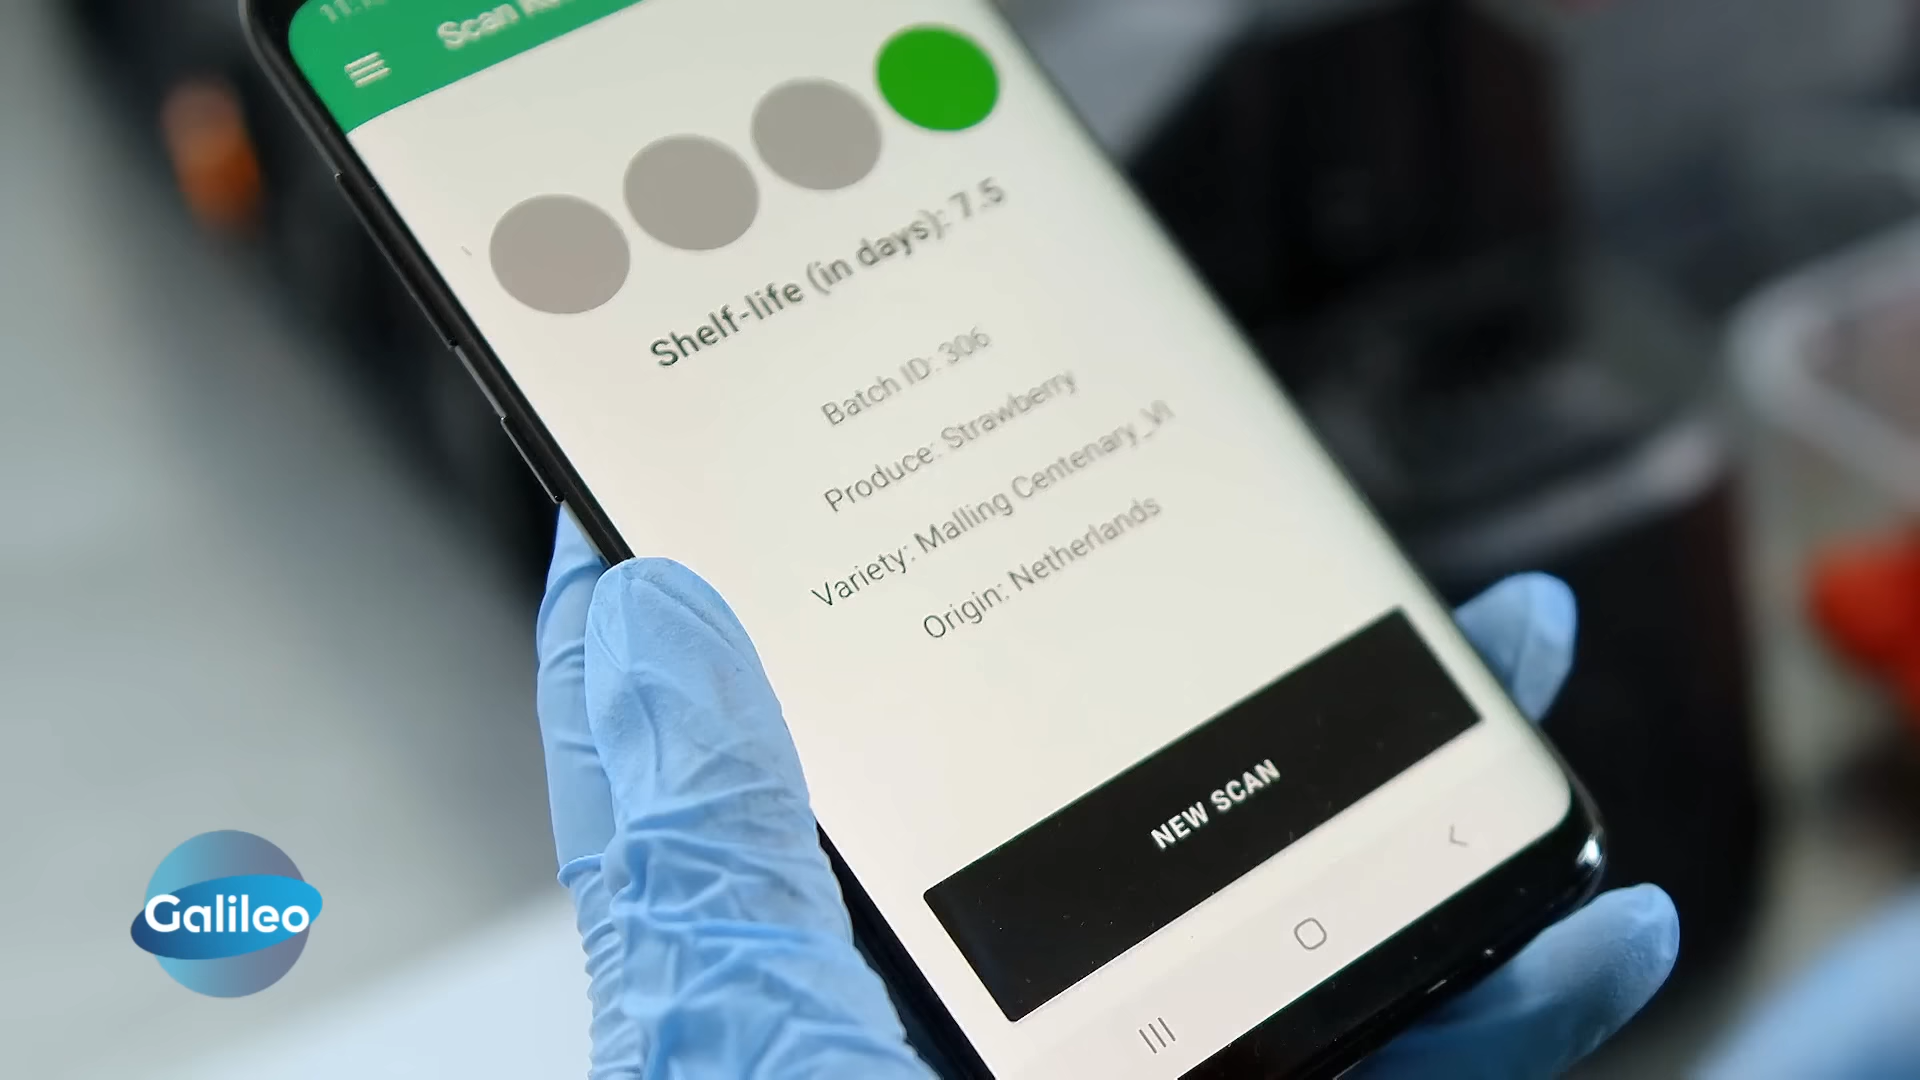 Scan
Shelf-life (in days): 7.5
Batch ID: 306
Produce: Strawberry
Variety: Malling Centenary_VI
Origin: Netherlands
NEW SCAN
Galileo